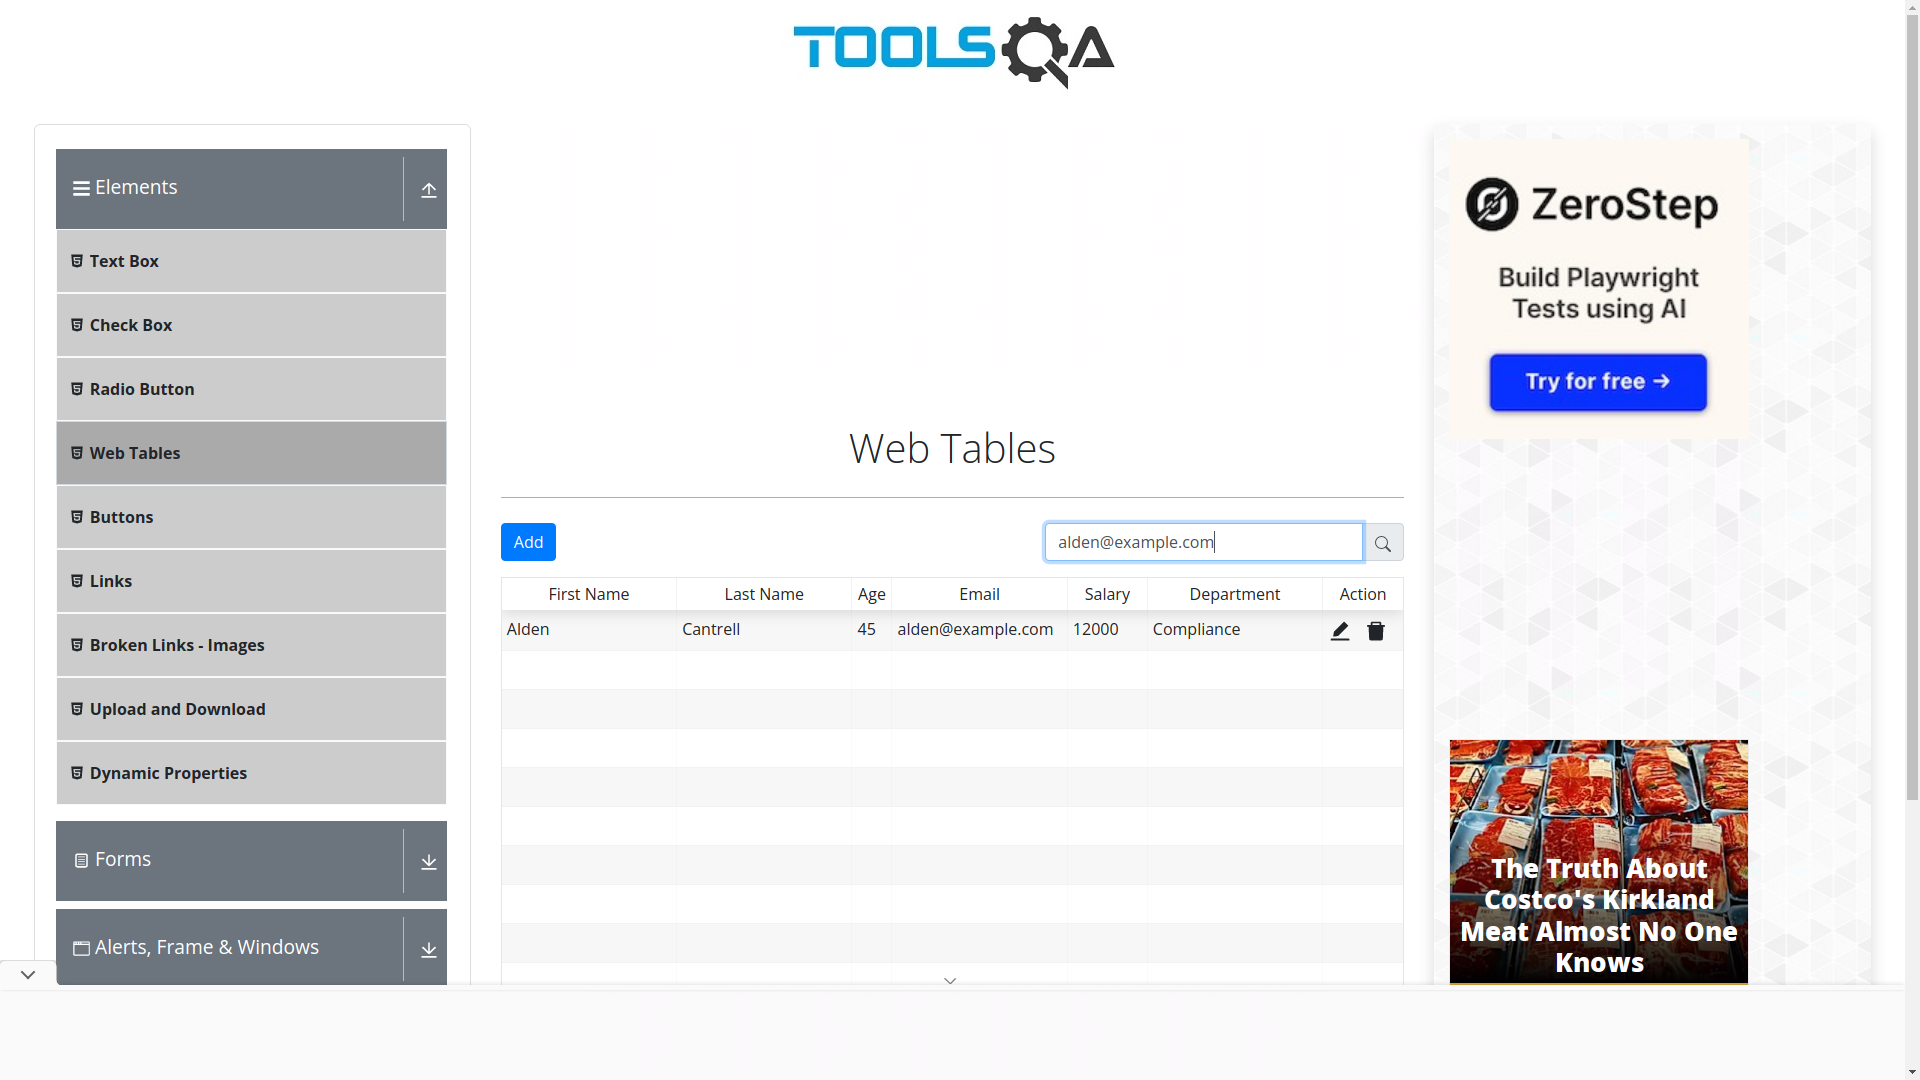 TOOLSQA
Elements
Text Box
Check Box
Radio Button
Web Tables
Buttons
Links
Broken Links - Images
Upload and Download
Dynamic Properties
Forms
Alerts, Frame & Windows
Web Tables
Add
alden@example.com
First Name Last Name Age Email Salary Department Action
Alden Cantrell 45 alden@example.com 12000 Compliance
ZeroStep
Build Playwright
Tests using AI
Try for free →
The Truth About
Costco's Kirkland
Meat Almost No One
Knows